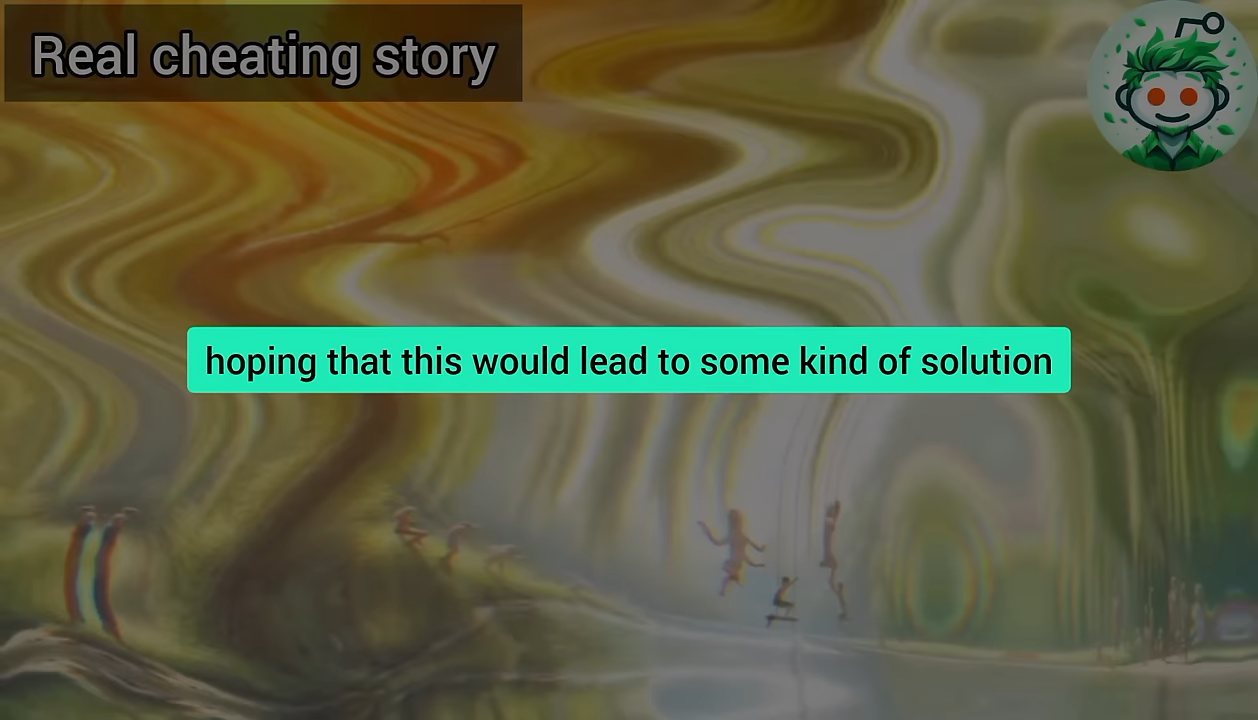 Real cheating story
hoping that this would lead to some kind of solution